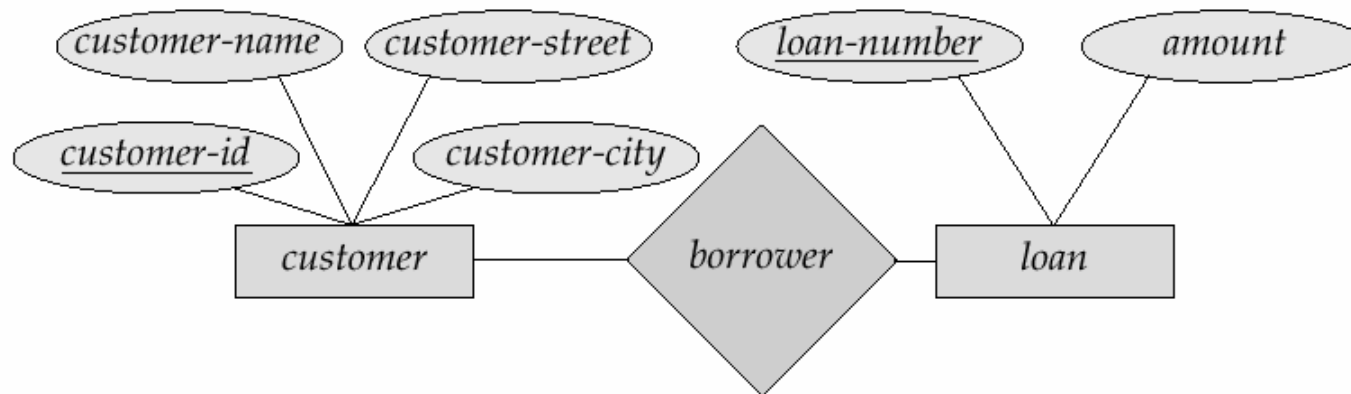 customer-name customer-street loan-number amount
customer-id customer-city
customer borrower loan